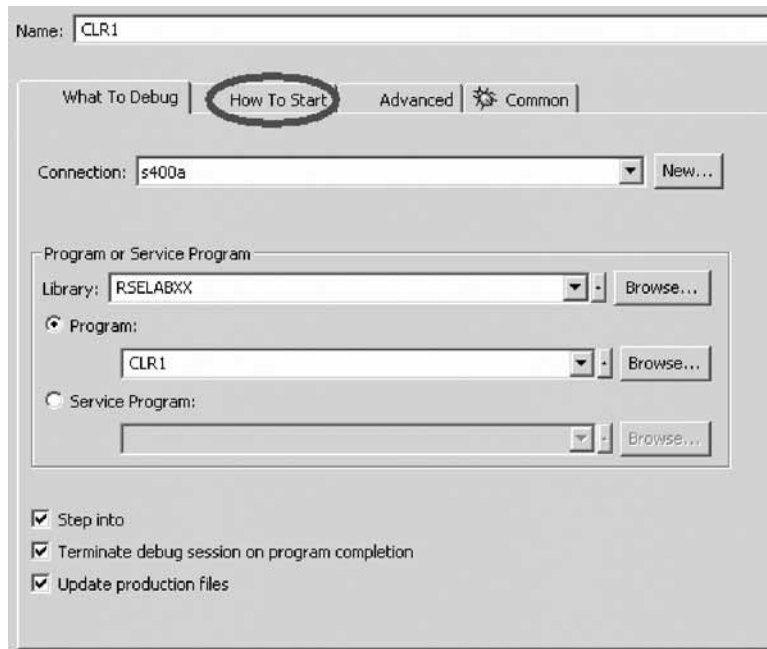 Name: CLR1
What To Debug How To Start Advanced Common
Connection: s400a New...
Program or Service Program
Library: RSELABXX Browse...
Program:
CLR1 Browse...
Service Program:
Browse...
Step into
Terminate debug session on program completion
Update production files